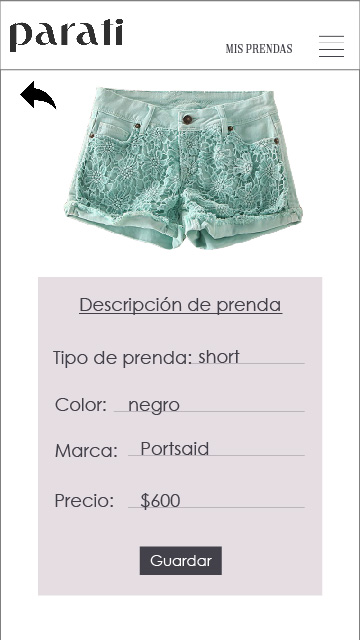 parati
MIS PRENDAS
Descripción de prenda
Tipo de prenda: short
Color: negro
Marca: Portsaid
Precio: $600
Guardar